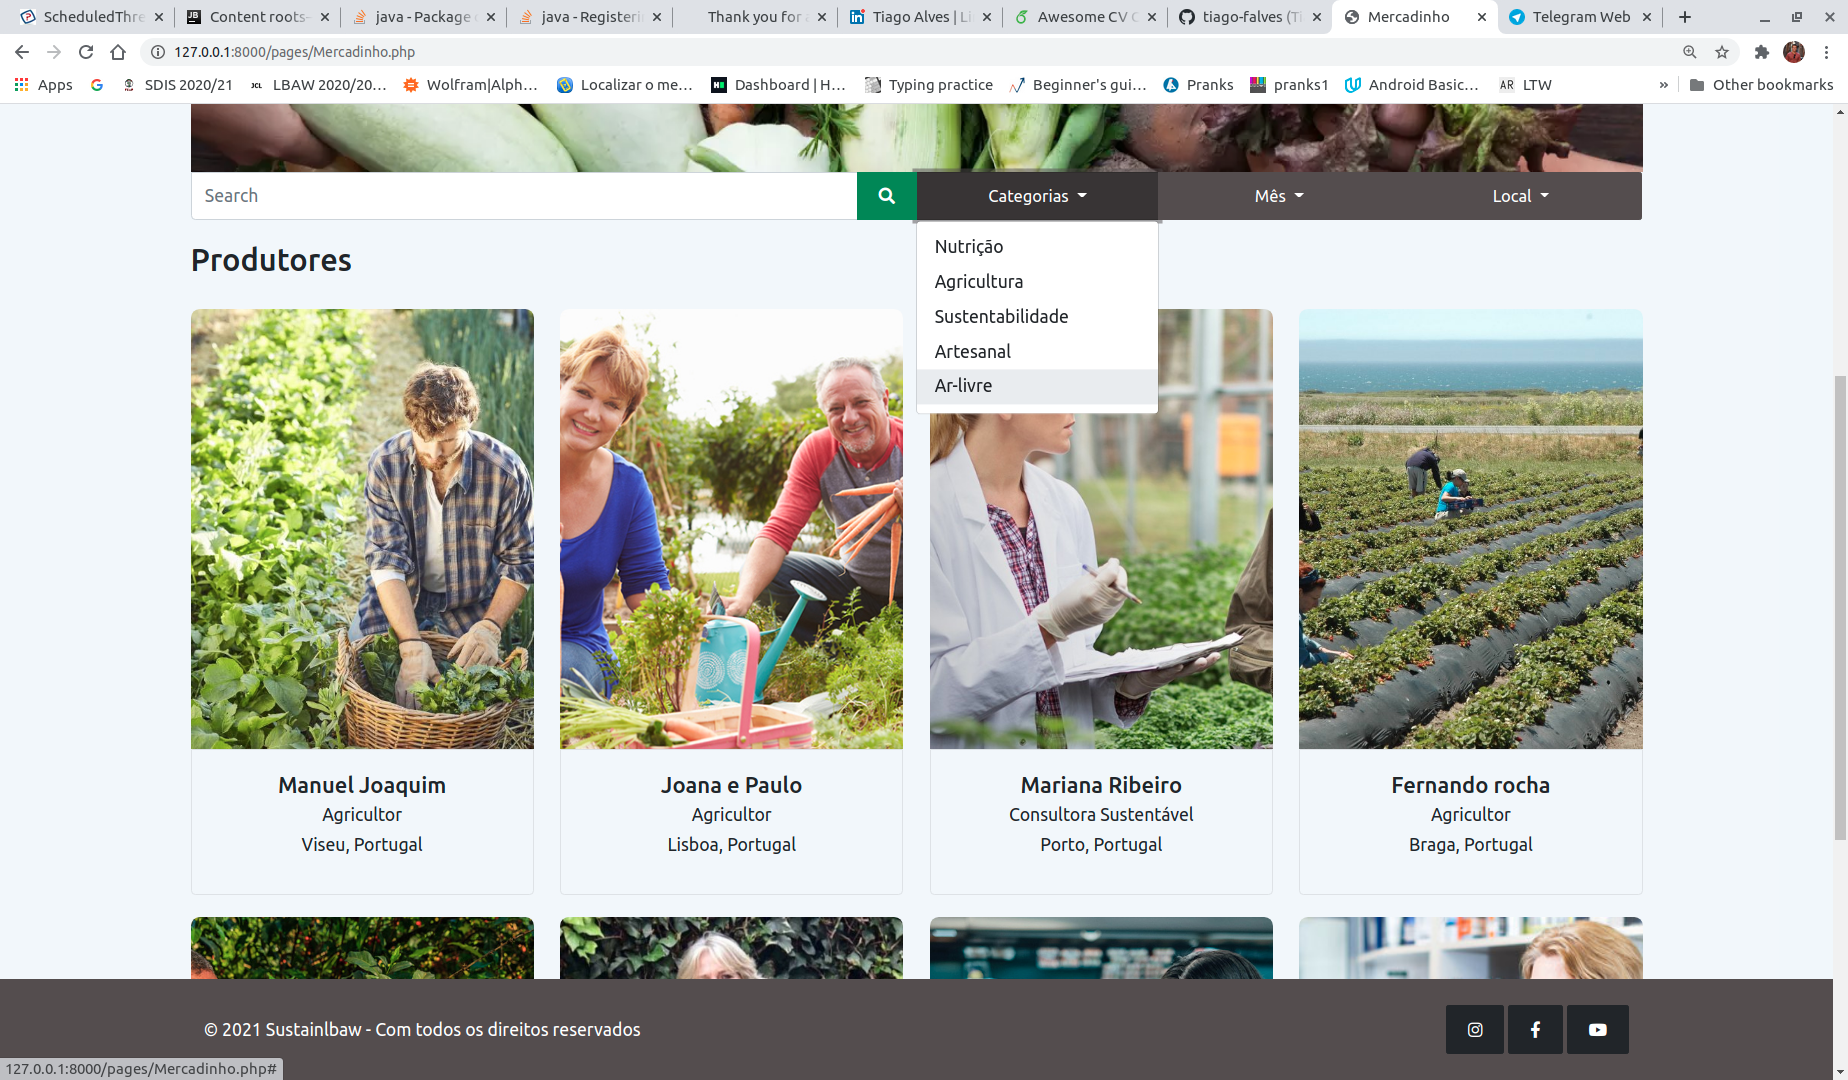 ScheduledThre
Content roots-
java - Package
java - Registerin
Thank you for
Tiago Alves | Li
Awesome CV
tiago-falves (Ti
Mercadinho
Telegram Web
127.0.0.1:8000/pages/Mercadinho.php
Apps
SDIS 2020/21
LBAW 2020/20...
Wolfram|Alph...
Localizar o me...
Dashboard | H...
Typing practice
Beginner's gui...
Pranks
pranks1
Android Basic...
AR LTW
»
Other bookmarks
Search
Categorias
Mês
Local
Nutrição
Agricultura
Sustentabilidade
Artesanal
Ar-livre
Produtores
Manuel Joaquim
Agricultor
Viseu, Portugal
Joana e Paulo
Agricultor
Lisboa, Portugal
Mariana Ribeiro
Consultora Sustentável
Porto, Portugal
Fernando rocha
Agricultor
Braga, Portugal
© 2021 Sustainlbaw - Com todos os direitos reservados
127.0.0.1:8000/pages/Mercadinho.php#